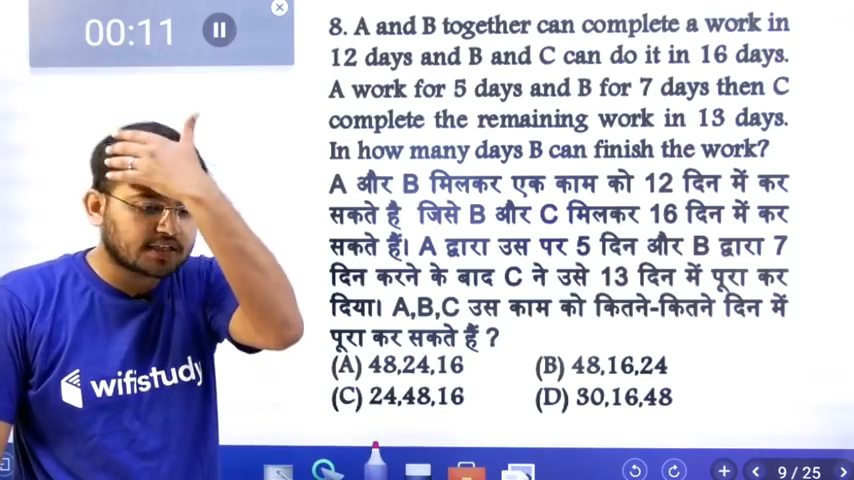 00:11
8. A and B together can complete a work in
12 days and B and C can do it in 16 days.
A work for 5 days and B for 7 days then C
complete the remaining work in 13 days.
In how many days B can finish the work?
A और B मिलकर एक काम को 12 दिन में कर
सकते है जिसे B और C मिलकर 16 दिन में कर
सकते हैं। A द्वारा उस पर 5 दिन और B द्वारा 7
दिन करने के बाद C ने उसे 13 दिन में पूरा कर
दिया। A,B,C उस काम को कितने-कितने दिन में
पूरा कर सकते हैं ?
(A) 48,24,16 (B) 48,16,24
(C) 24,48,16 (D) 30,16,48
wifistudy
9 / 25